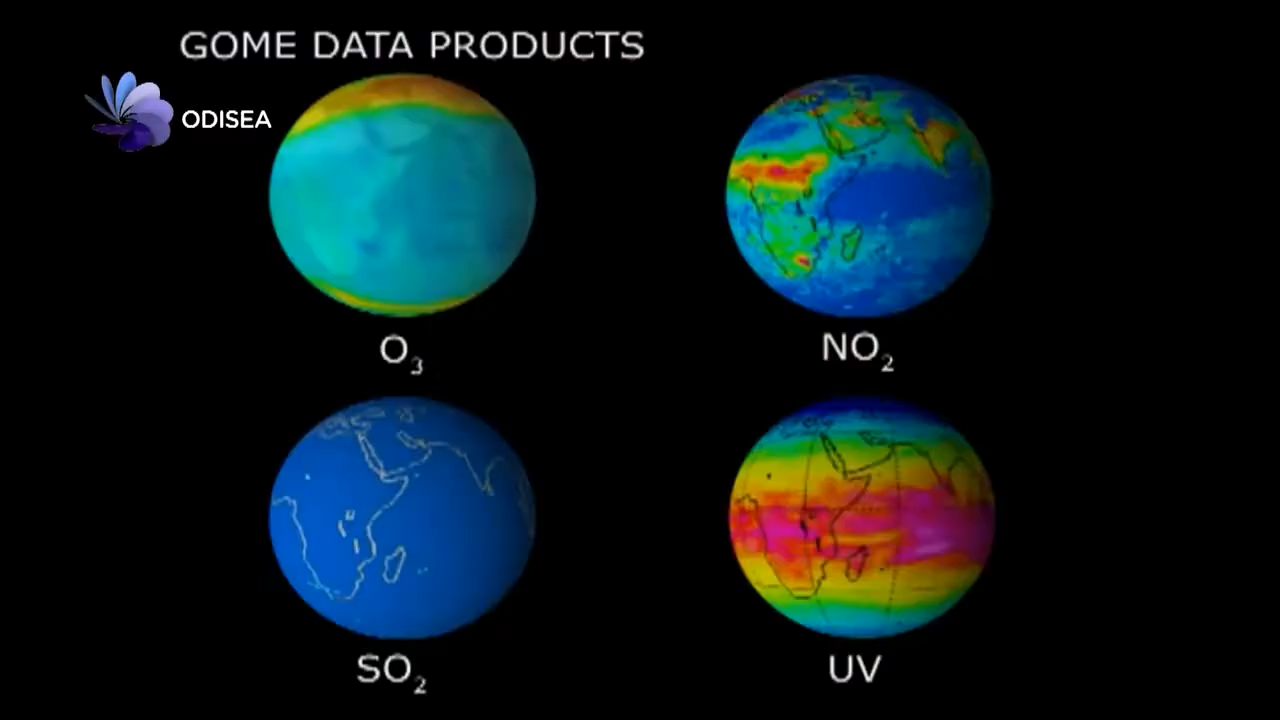 GOME DATA PRODUCTS
ODISEA
O₃
NO₂
SO₂
UV